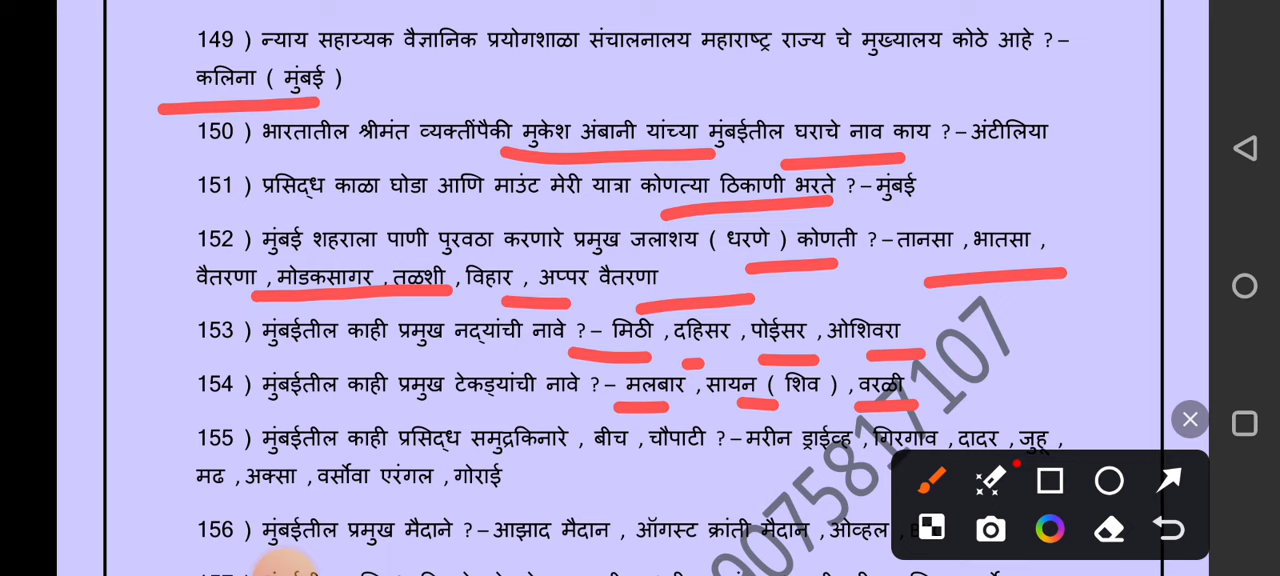 149 ) न्याय सहाय्यक वैज्ञानिक प्रयोगशाळा संचालनालय महाराष्ट्र राज्य चे मुख्यालय कोठे आहे ?–
कलिना ( मुंबई )
150 ) भारतातील श्रीमंत व्यक्तींपैकी मुकेश अंबानी यांच्या मुंबईतील घराचे नाव काय ?–अंटीलिया
151 ) प्रसिद्ध काळा घोडा आणि माउंट मेरी यात्रा कोणत्या ठिकाणी भरते ?–मुंबई
152 ) मुंबई शहराला पाणी पुरवठा करणारे प्रमुख जलाशय ( धरणे ) कोणती ?–तानसा ,भातसा ,
वैतरणा ,मोडकसागर ,तळशी ,विहार ,अप्पर वैतरणा
153 ) मुंबईतील काही प्रमुख नद्यांची नावे ?– मिठी ,दहिसर ,पोईसर ,ओशिवरा
154 ) मुंबईतील काही प्रमुख टेकड्यांची नावे ?– मलबार ,सायन ( शिव ) ,वरळी
155 ) मुंबईतील काही प्रसिद्ध समुद्रकिनारे , बीच ,चौपाटी ?–मरीन ड्राईव्ह ,गिरगाव ,दादर ,जुहू ,
मढ ,अक्सा ,वर्सोवा एरंगल ,गोराई
156 ) मुंबईतील प्रमुख मैदाने ?–आझाद मैदान , ऑगस्ट क्रांती मैदान ,ओव्हल ,
9075817107